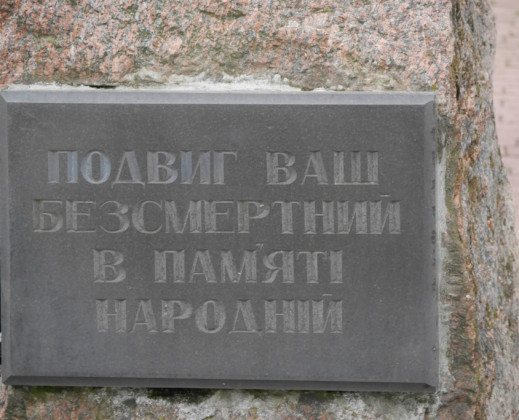 ПОДВИГ ВАШ
БЕЗСМЕРТНИЙ
В ПАМ'ЯТІ
НАРОДНІЙ